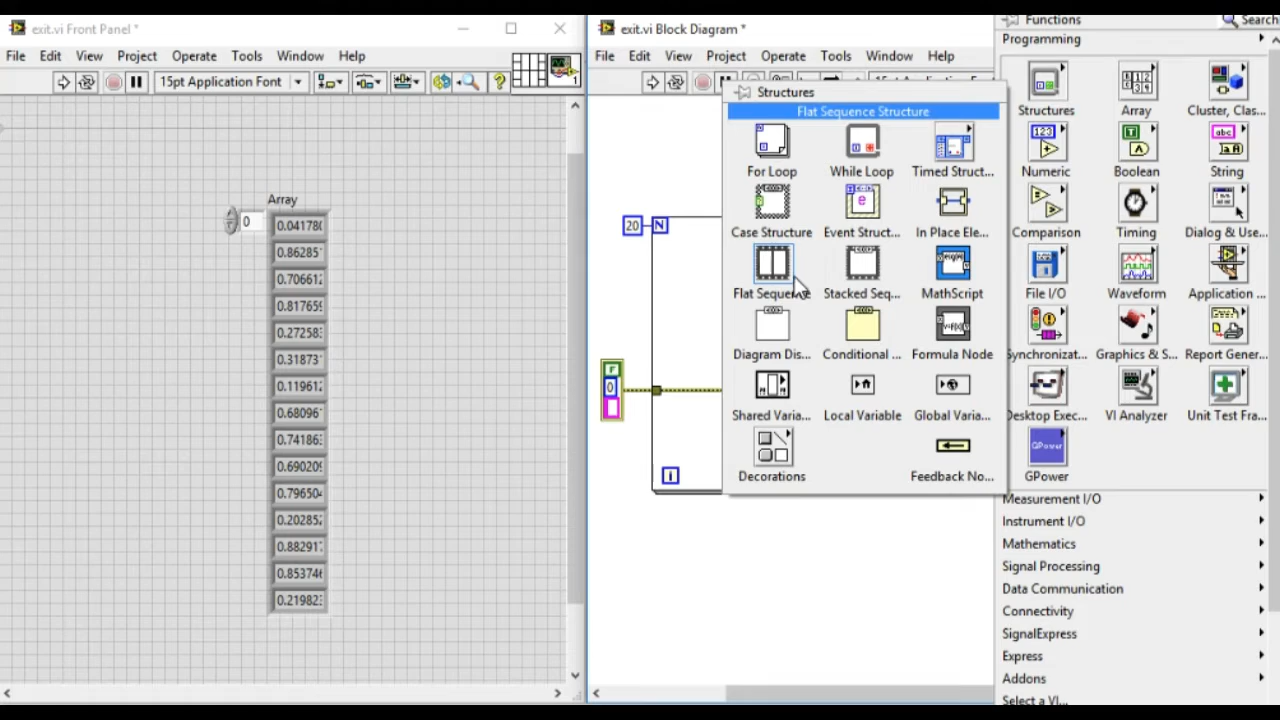 exit.vi Front Panel *
File Edit View Project Operate Tools Window Help
15pt Application Font
1
Array
0
0.04178
0.86285
0.70661
0.81765
0.27258
0.31873
0.11961
0.68096
0.74186
0.69020
0.79650
0.20285
0.88291
0.85374
0.21982
exit.vi Block Diagram *
File Edit View Project Operate Tools Window Help
20 N
F
0
i
Structures
Flat Sequence Structure
For Loop While Loop Timed Struct...
Case Structure Event Struct... In Place Ele...
Flat Sequence Stacked Seq... MathScript
Diagram Dis... Conditional ... Formula Node
Shared Varia... Local Variable Global Varia...
Decorations Feedback No...
Functions Search
Programming
Structures Array Cluster, Clas...
Numeric Boolean String
Comparison Timing Dialog & Use...
File I/O Waveform Application ...
Synchronizat... Graphics & S... Report Gener...
Desktop Exec... VI Analyzer Unit Test Fra...
GPower
GPower
Measurement I/O
Instrument I/O
Mathematics
Signal Processing
Data Communication
Connectivity
SignalExpress
Express
Addons
Select a VI...